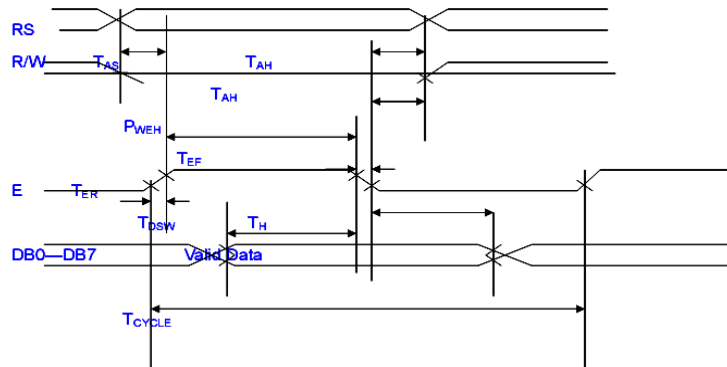 RS
R/W
TAS
TAH
TAH
PWEH
TEF
E
TER
TDSW
TH
DB0—DB7
Valid Data
TCYCLE